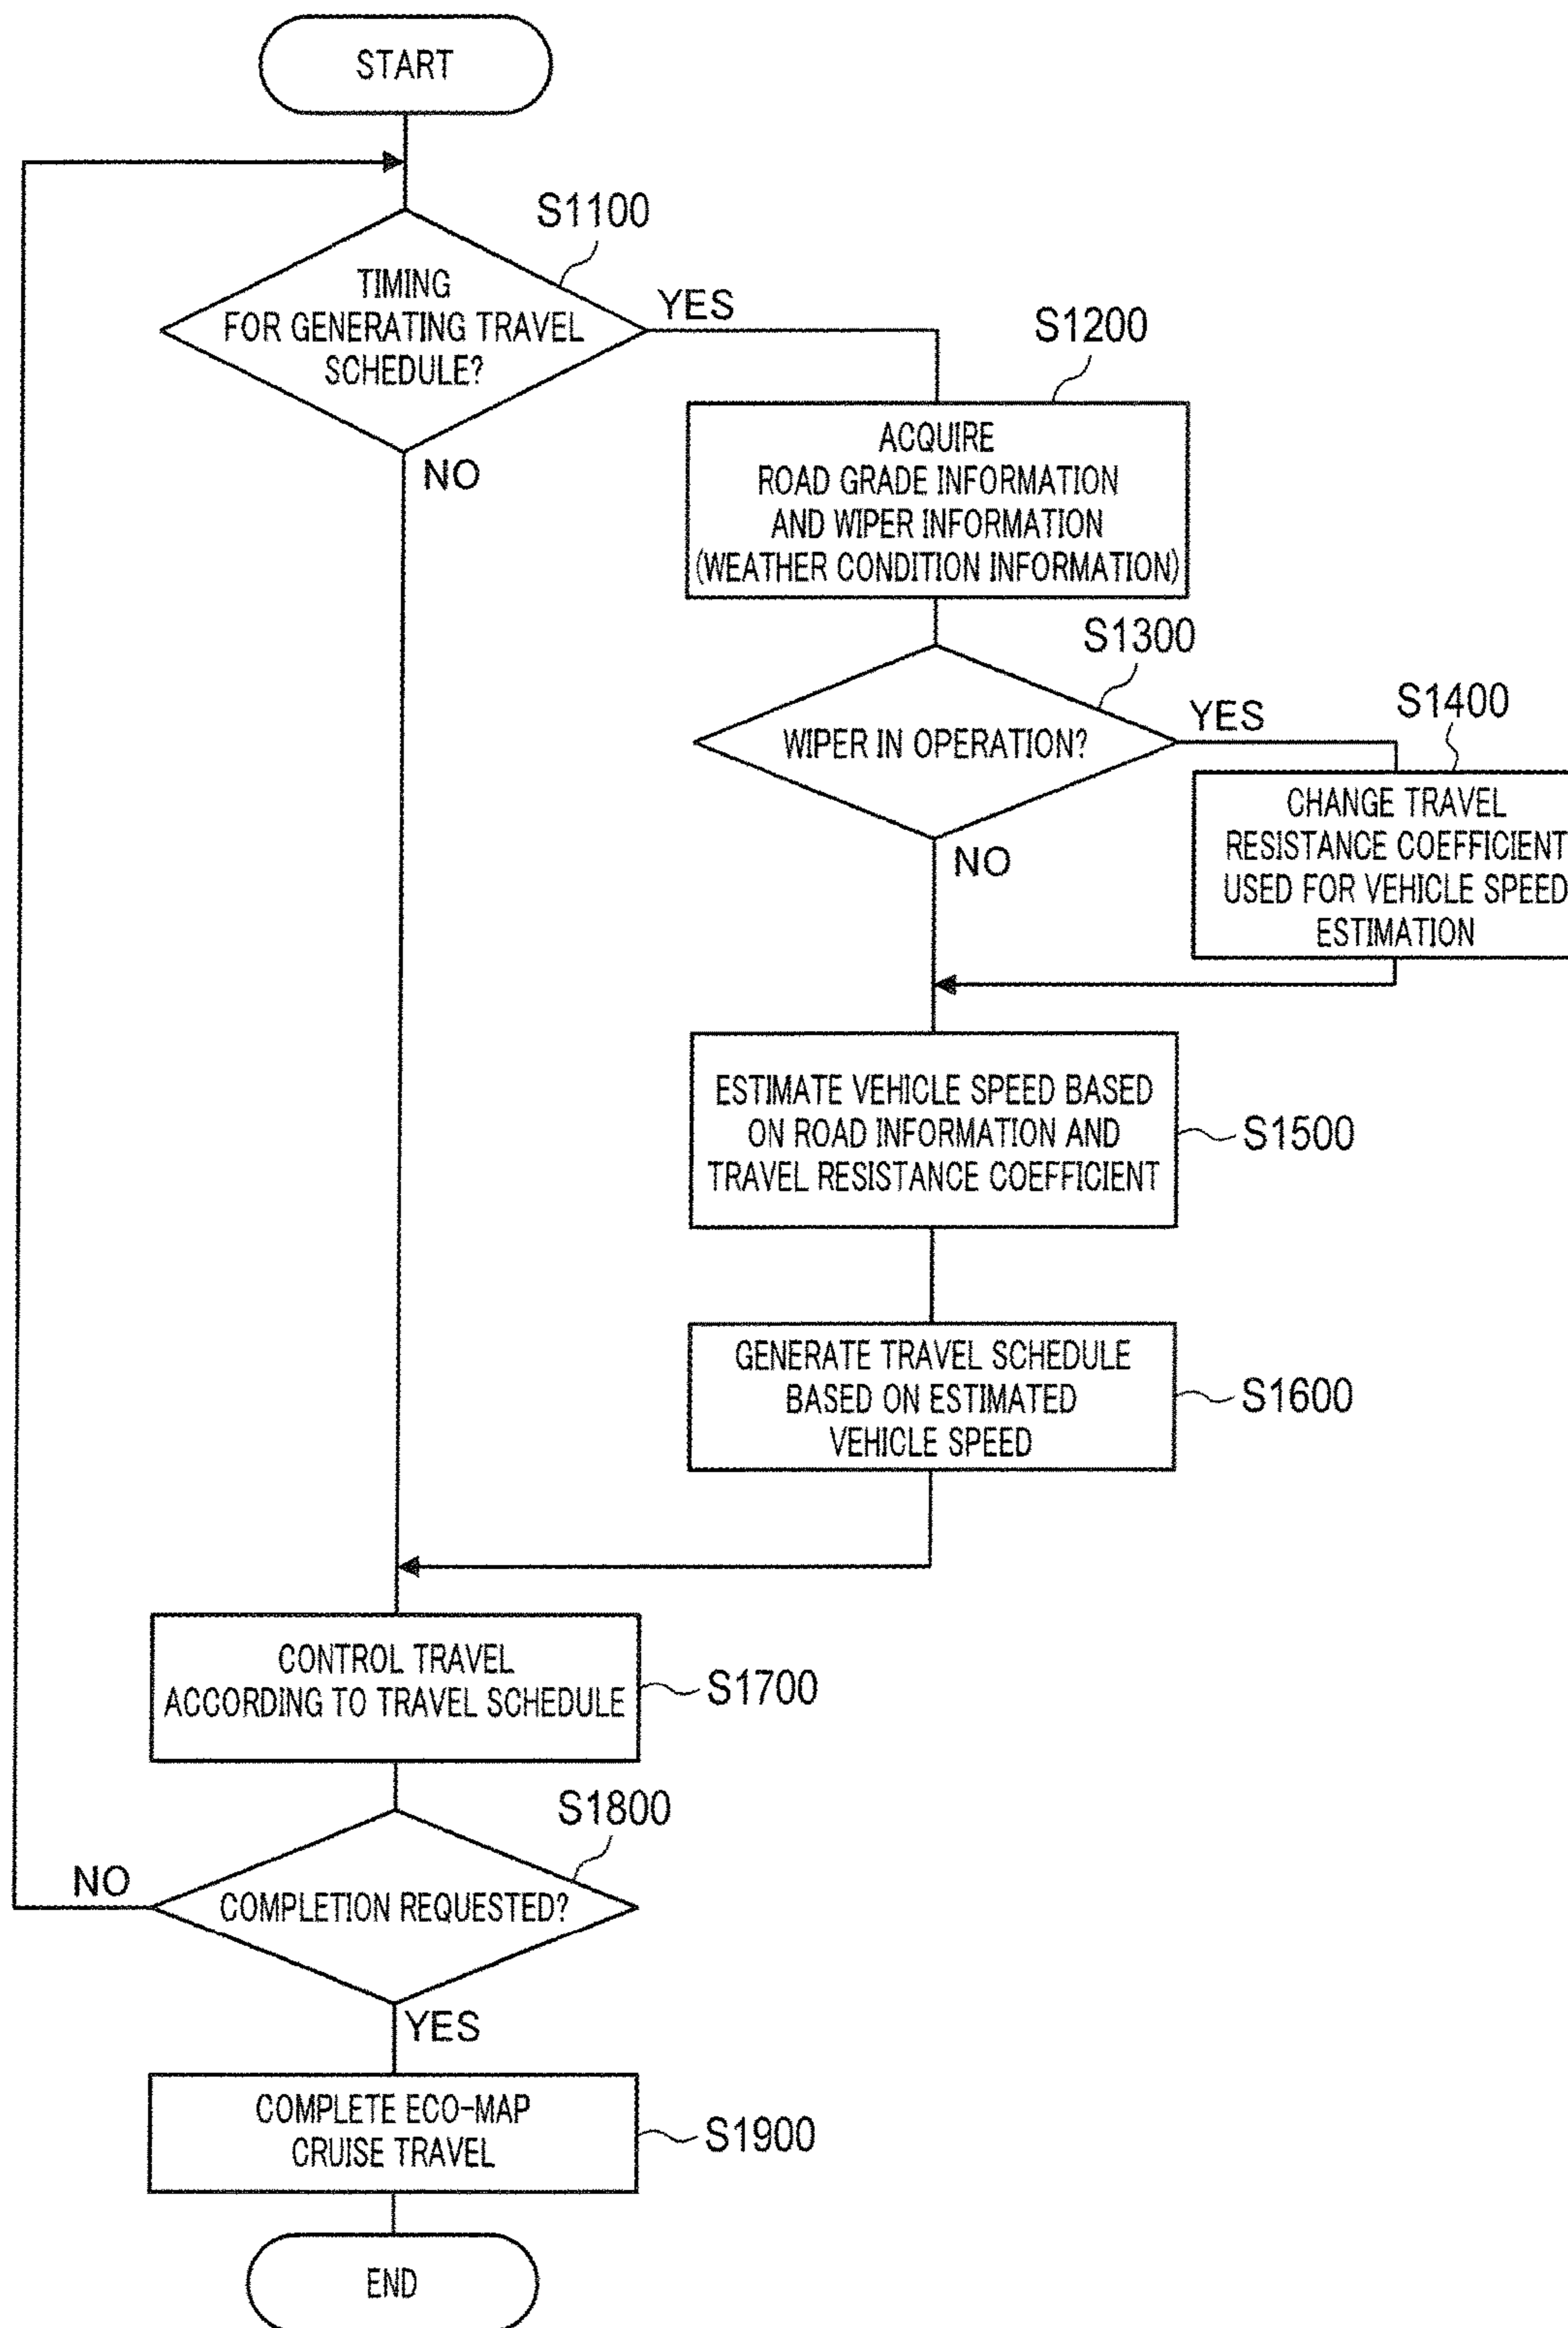 START
S1100
TIMING
FOR GENERATING TRAVEL
SCHEDULE?
YES
NO
S1200
ACQUIRE
ROAD GRADE INFORMATION
AND WIPER INFORMATION
(WEATHER CONDITION INFORMATION)
S1300
WIPER IN OPERATION?
YES
NO
S1400
CHANGE TRAVEL
RESISTANCE COEFFICIENT
USED FOR VEHICLE SPEED
ESTIMATION
ESTIMATE VEHICLE SPEED BASED
ON ROAD INFORMATION AND
TRAVEL RESISTANCE COEFFICIENT
S1500
GENERATE TRAVEL SCHEDULE
BASED ON ESTIMATED
VEHICLE SPEED
S1600
CONTROL TRAVEL
ACCORDING TO TRAVEL SCHEDULE
S1700
S1800
COMPLETION REQUESTED?
NO
YES
COMPLETE ECO-MAP
CRUISE TRAVEL
S1900
END